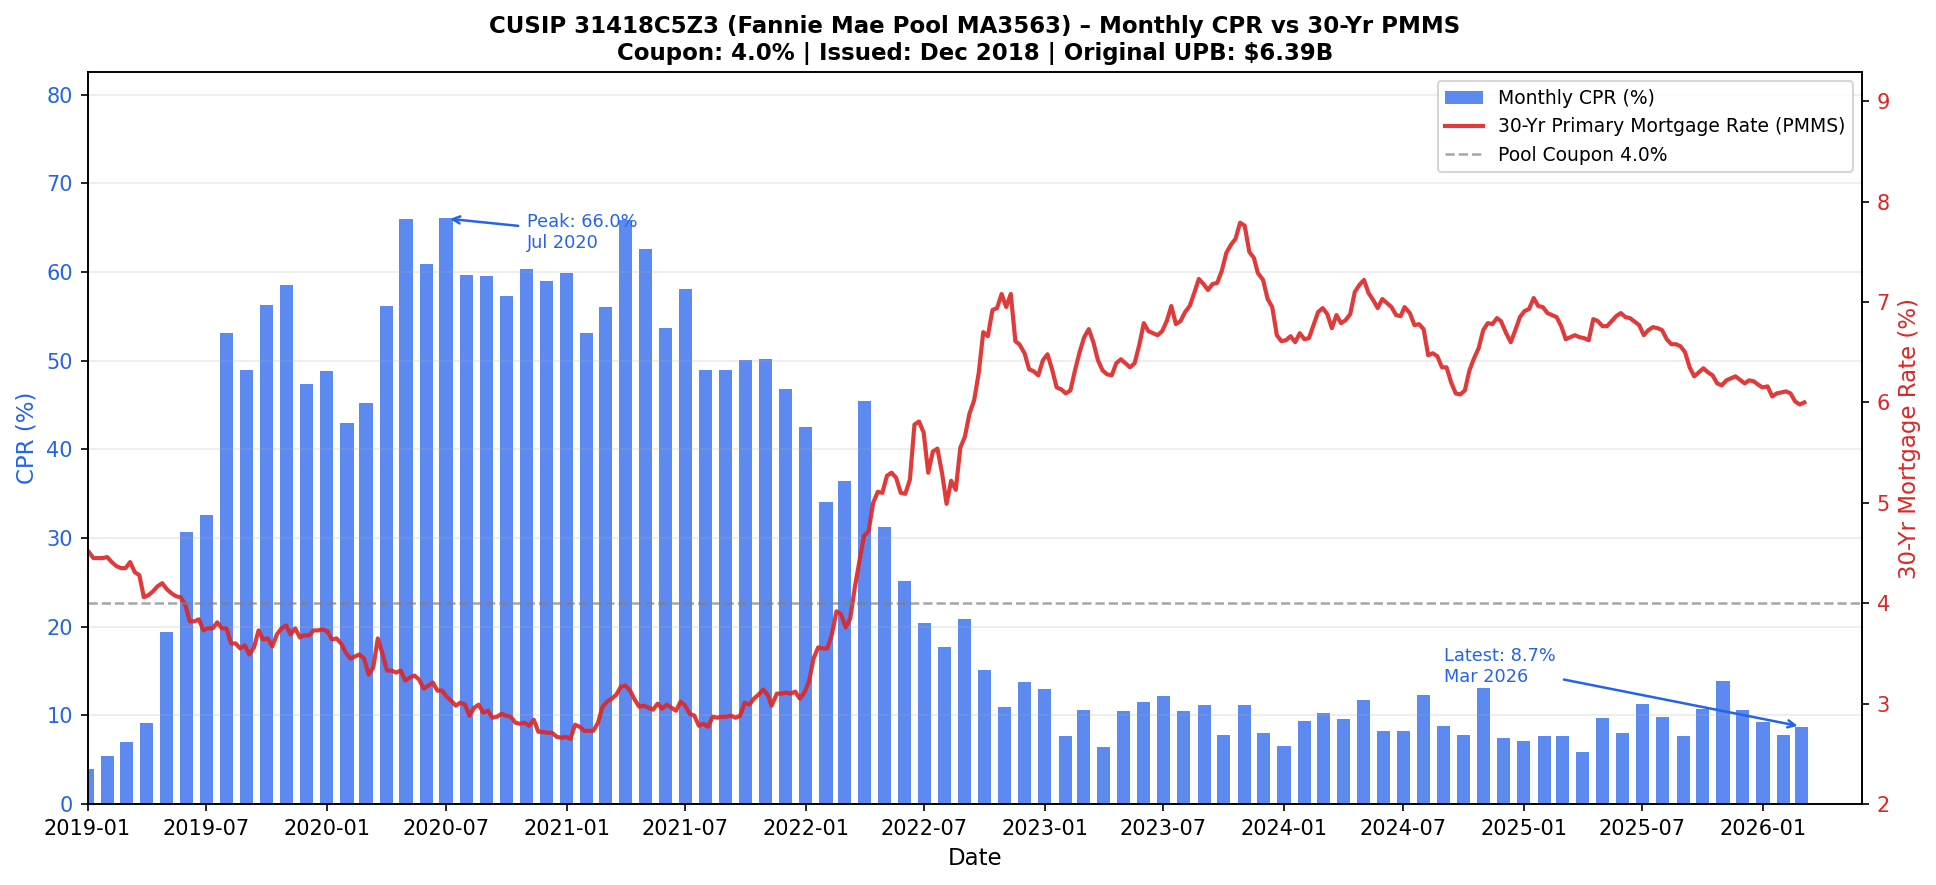 CUSIP 31418C5Z3 (Fannie Mae Pool MA3563) – Monthly CPR vs 30-Yr PMMS
Coupon: 4.0% | Issued: Dec 2018 | Original UPB: $6.39B
Monthly CPR (%)
30-Yr Primary Mortgage Rate (PMMS)
Pool Coupon 4.0%
Peak: 66.0%
Jul 2020
Latest: 8.7%
Mar 2026
CPR (%)
80
70
60
50
40
30
20
10
0
30-Yr Mortgage Rate (%)
9
8
7
6
5
4
3
2
2019-01 2019-07 2020-01 2020-07 2021-01 2021-07 2022-01 2022-07 2023-01 2023-07 2024-01 2024-07 2025-01 2025-07 2026-01
Date